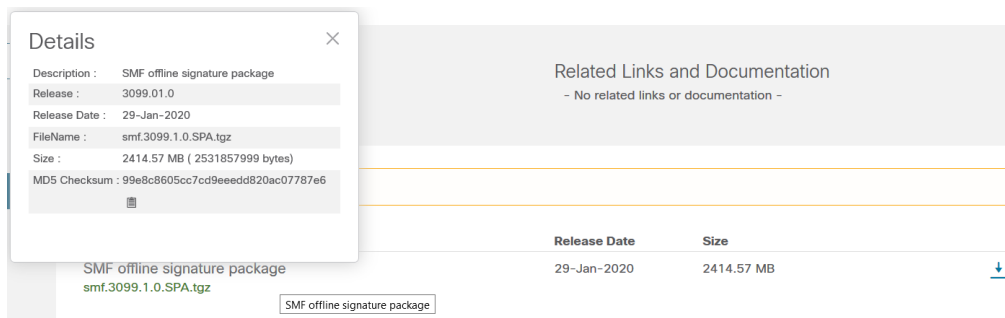 Details
Description : SMF offline signature package
Release : 3099.01.0
Release Date : 29-Jan-2020
FileName : smf.3099.1.0.SPA.tgz
Size : 2414.57 MB ( 2531857999 bytes)
MD5 Checksum : 99e8c8605cc7cd9eeedd820ac07787e6
Related Links and Documentation
- No related links or documentation -
Release Date Size
SMF offline signature package 29-Jan-2020 2414.57 MB
smf.3099.1.0.SPA.tgz
SMF offline signature package